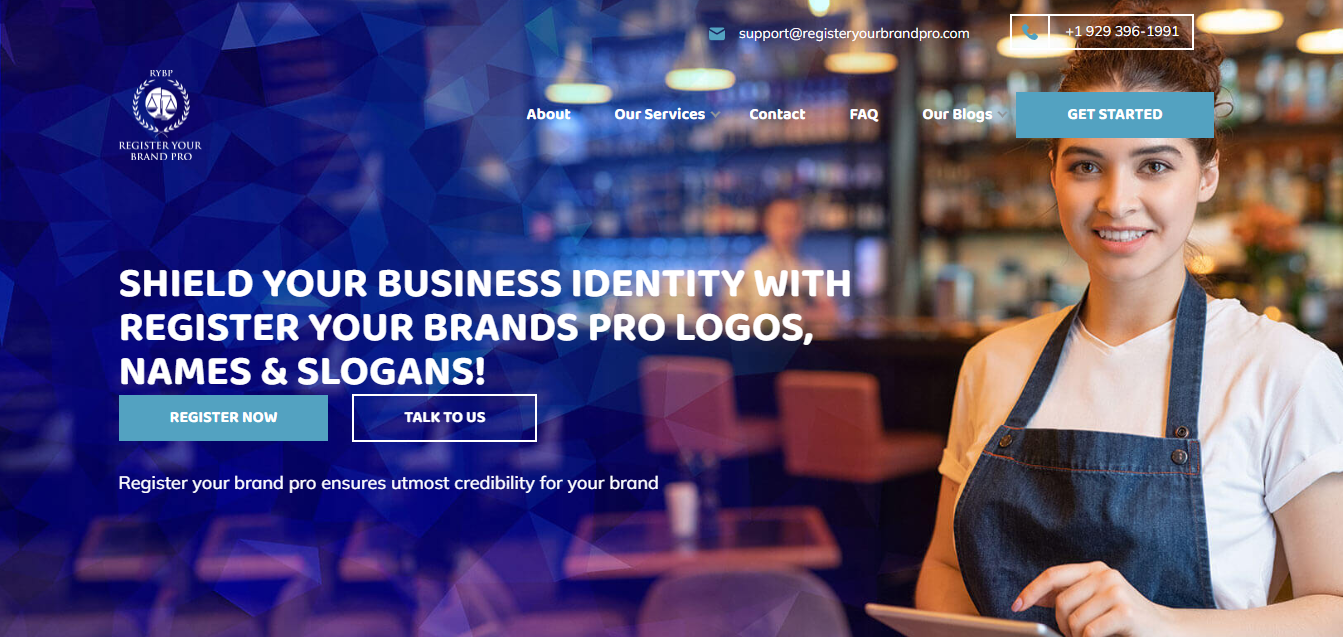 support@registeryourbrandpro.com
+1 929 396-1991
RYBP
REGISTER YOUR
BRAND PRO
About
Our Services
Contact
FAQ
Our Blogs
GET STARTED
SHIELD YOUR BUSINESS IDENTITY WITH
REGISTER YOUR BRANDS PRO LOGOS,
NAMES & SLOGANS!
REGISTER NOW
TALK TO US
Register your brand pro ensures utmost credibility for your brand